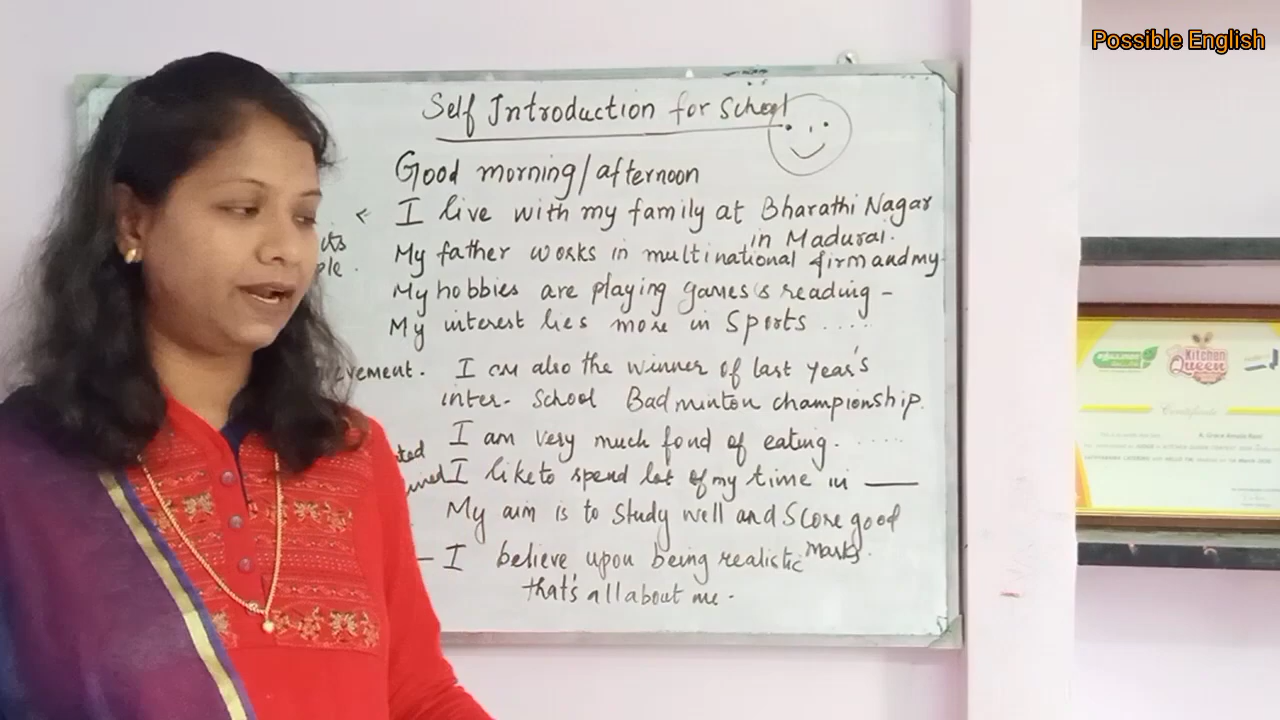 Possible English
Self Introduction for School
Good morning/afternoon
< I live with my family at Bharathi Nagar
in Madurai.
My father works in multinational firm and my
My hobbies are playing games & reading -
My interest lies more in Sports .....
I am also the winner of last year's
inter- School Badminton championship.
I am very much fond of eating. .....
I like to spend lot of my time in ___
My aim is to study well and Score good
marks.
- I believe upon being realistic
that's all about me.
Kitchen
Queen
Certificate